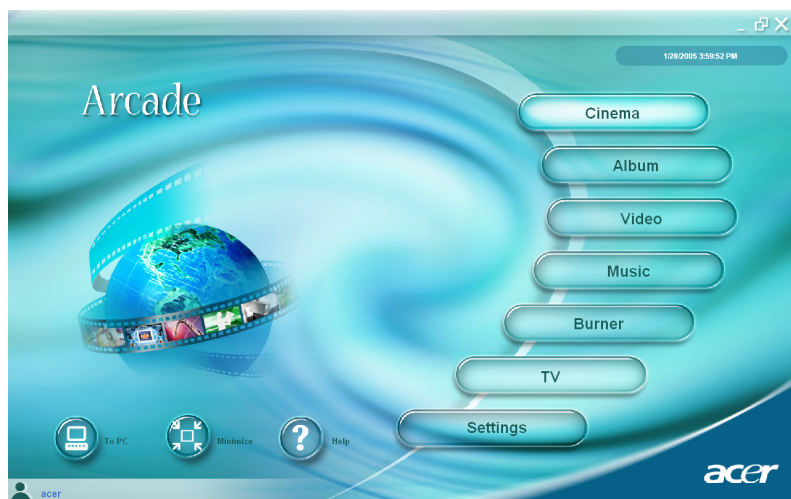 1/28/2005 3:59:52 PM
Arcade
Cinema
Album
Video
Music
Burner
TV
Settings
To PC
Minimize
? Help
acer
acer